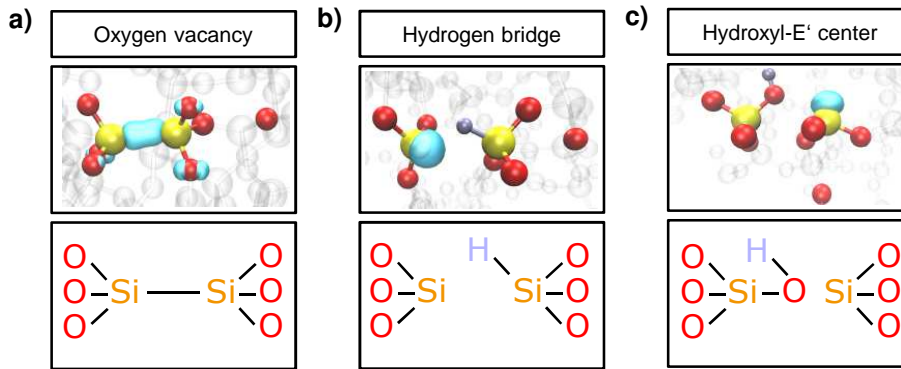 a)
Oxygen vacancy
b)
Hydrogen bridge
c)
Hydroxyl-E‘ center
O O
O Si Si O
O O
O H O
O Si Si O
O O
O H O
O Si O Si O
O O